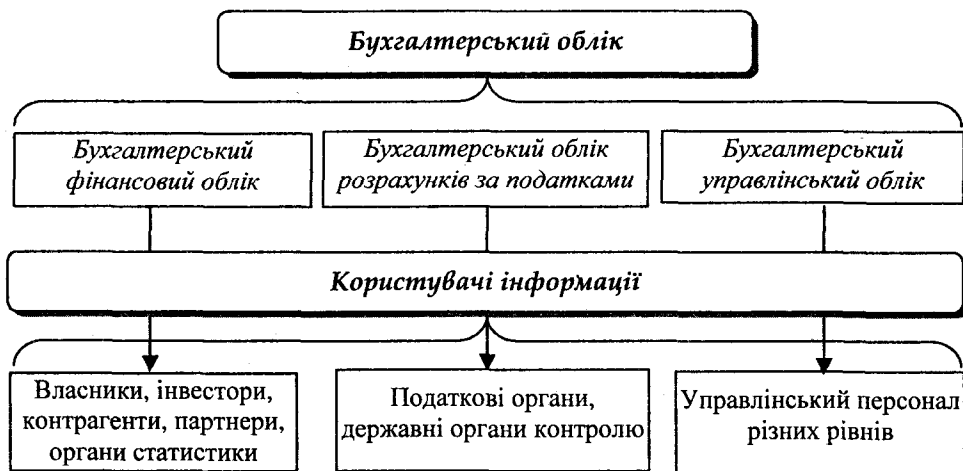 Бухгалтерський облік
Бухгалтерський
фінансовий облік
Бухгалтерський облік
розрахунків за податками
Бухгалтерський
управлінський облік
Користувачі інформації
Власники, інвестори,
контрагенти, партнери,
органи статистики
Податкові органи,
державні органи контролю
Управлінський персонал
різних рівнів